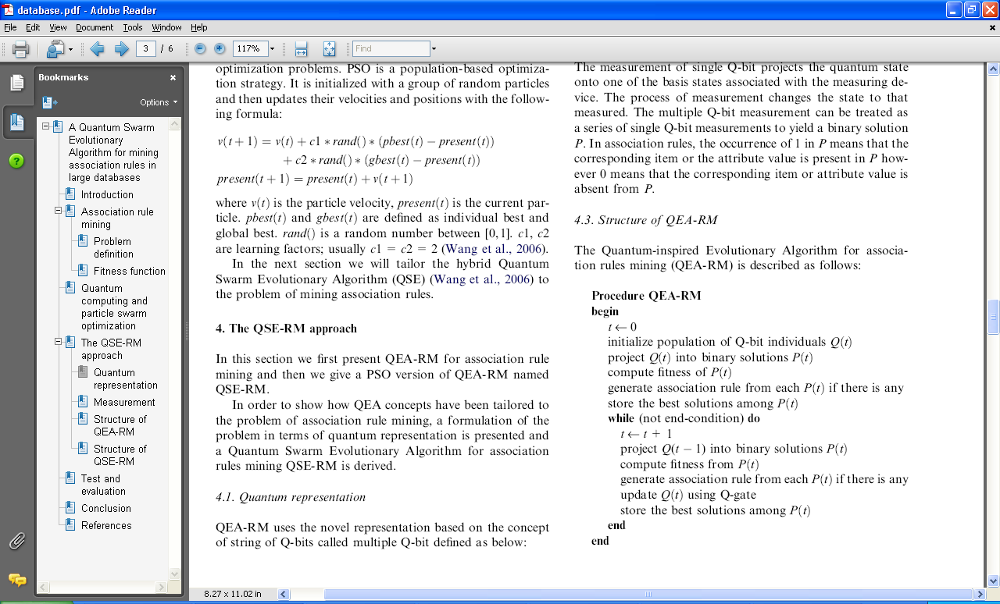 database.pdf - Adobe Reader
File Edit View Document Tools Window Help
3 / 6 117% Find
Bookmarks
Options
A Quantum Swarm
Evolutionary
Algorithm for mining
association rules in
large databases
Introduction
Association rule
mining
Problem
definition
Fitness function
Quantum
computing and
particle swarm
optimization
The QSE-RM
approach
Quantum
representation
Measurement
Structure of
QEA-RM
Structure of
QSE-RM
Test and
evaluation
Conclusion
References
optimization problems. PSO is a population-based optimiza-
tion strategy. It is initialized with a group of random particles
and then updates their velocities and positions with the follow-
ing formula:
v(t + 1) = v(t) + c1 * rand() * (pbest(t) − present(t))
+ c2 * rand() * (gbest(t) − present(t))
present(t + 1) = present(t) + v(t + 1)
where v(t) is the particle velocity, present(t) is the current par-
ticle. pbest(t) and gbest(t) are defined as individual best and
global best. rand() is a random number between [0, 1]. c1, c2
are learning factors; usually c1 = c2 = 2 (Wang et al., 2006).
In the next section we will tailor the hybrid Quantum
Swarm Evolutionary Algorithm (QSE) (Wang et al., 2006) to
the problem of mining association rules.
4. The QSE-RM approach
In this section we first present QEA-RM for association rule
mining and then we give a PSO version of QEA-RM named
QSE-RM.
In order to show how QEA concepts have been tailored to
the problem of association rule mining, a formulation of the
problem in terms of quantum representation is presented and
a Quantum Swarm Evolutionary Algorithm for association
rules mining QSE-RM is derived.
4.1. Quantum representation
QEA-RM uses the novel representation based on the concept
of string of Q-bits called multiple Q-bit defined as below:
The measurement of single Q-bit projects the quantum state
onto one of the basis states associated with the measuring de-
vice. The process of measurement changes the state to that
measured. The multiple Q-bit measurement can be treated as
a series of single Q-bit measurements to yield a binary solution
P. In association rules, the occurrence of 1 in P means that the
corresponding item or the attribute value is present in P how-
ever 0 means that the corresponding item or attribute value is
absent from P.
4.3. Structure of QEA-RM
The Quantum-inspired Evolutionary Algorithm for associa-
tion rules mining (QEA-RM) is described as follows:
Procedure QEA-RM
begin
t ← 0
initialize population of Q-bit individuals Q(t)
project Q(t) into binary solutions P(t)
compute fitness of P(t)
generate association rule from each P(t) if there is any
store the best solutions among P(t)
while (not end-condition) do
t ← t + 1
project Q(t − 1) into binary solutions P(t)
compute fitness from P(t)
generate association rule from each P(t) if there is any
update Q(t) using Q-gate
store the best solutions among P(t)
end
end
8.27 x 11.02 in